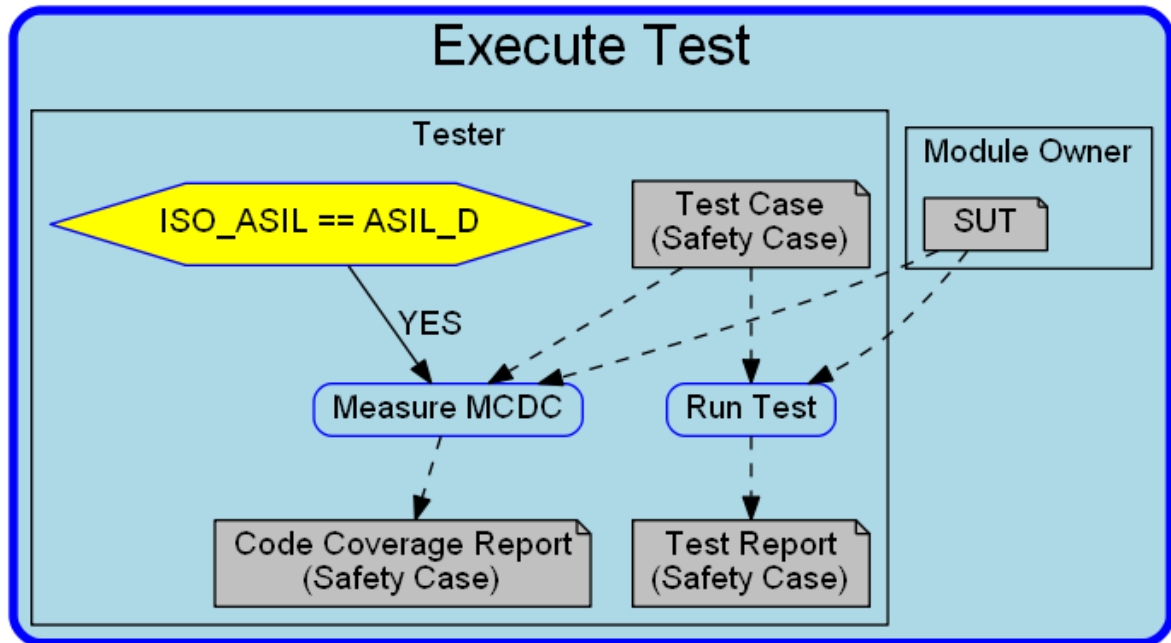 Execute Test
Tester
Module Owner
ISO_ASIL == ASIL_D
Test Case
(Safety Case)
SUT
YES
Measure MCDC
Run Test
Code Coverage Report
(Safety Case)
Test Report
(Safety Case)